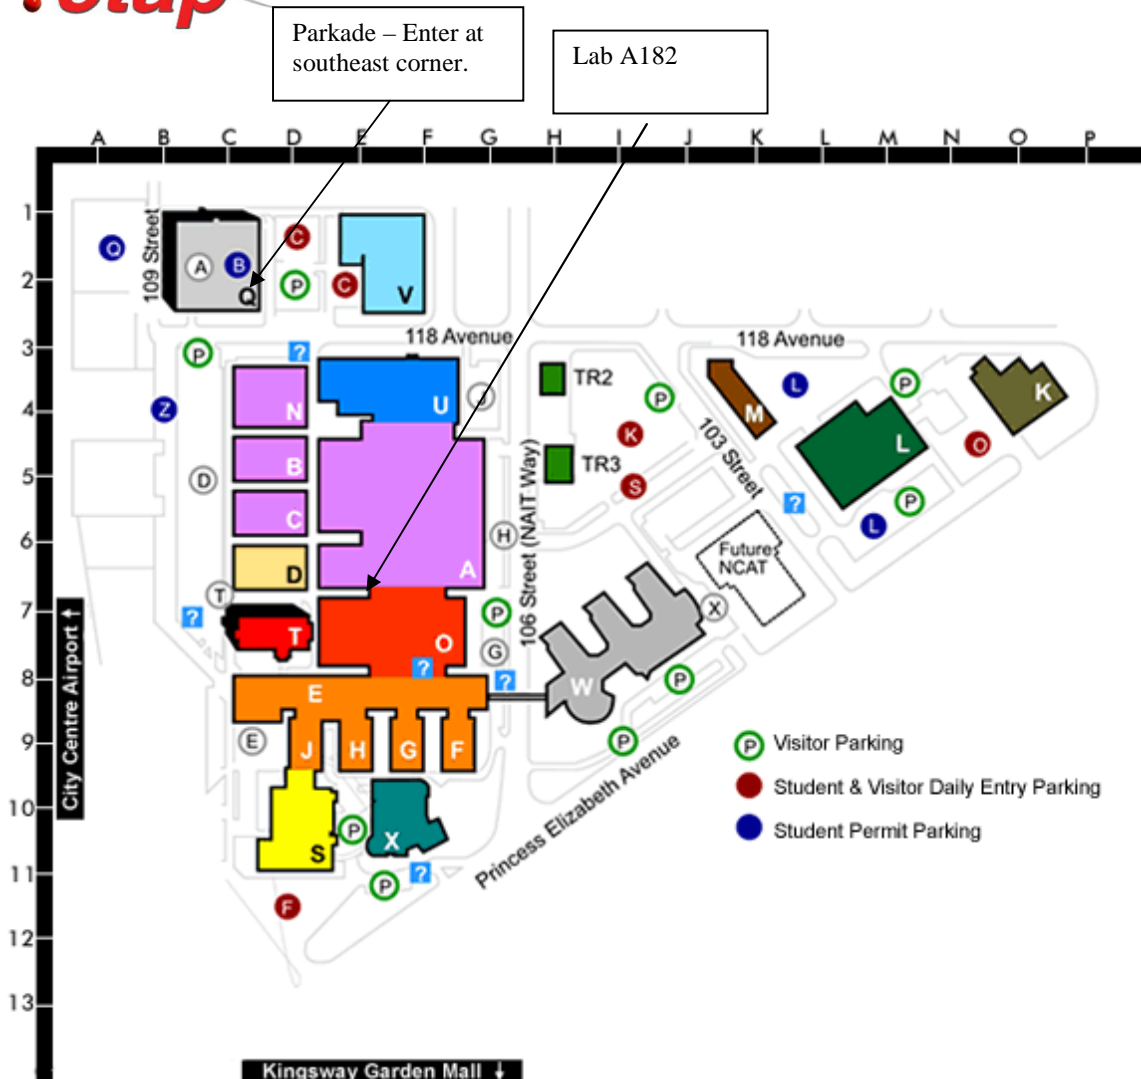 Parkade – Enter at
southeast corner.
Lab A182
A B C D E F G H I J K L M N O P
1
109 Street
Q
A
B
Q
C
P
C
V
2
3
118 Avenue
118 Avenue
P
?
N
U
J
TR2
P
M
L
P
K
4
Z
K
L
O
103 Street
B
D
TR3
S
?
P
5
C
L
H
106 Street (NAIT Way)
Future
NCAT
6
D
A
T
X
7
?
T
O
P
G
?
?
8
E
W
P
City Centre Airport ↑
9
E
J
H
G
F
P
Princess Elizabeth Avenue
P Visitor Parking
Student & Visitor Daily Entry Parking
Student Permit Parking
10
S
P
X
11
P
?
F
12
13
Kingsway Garden Mall ↓